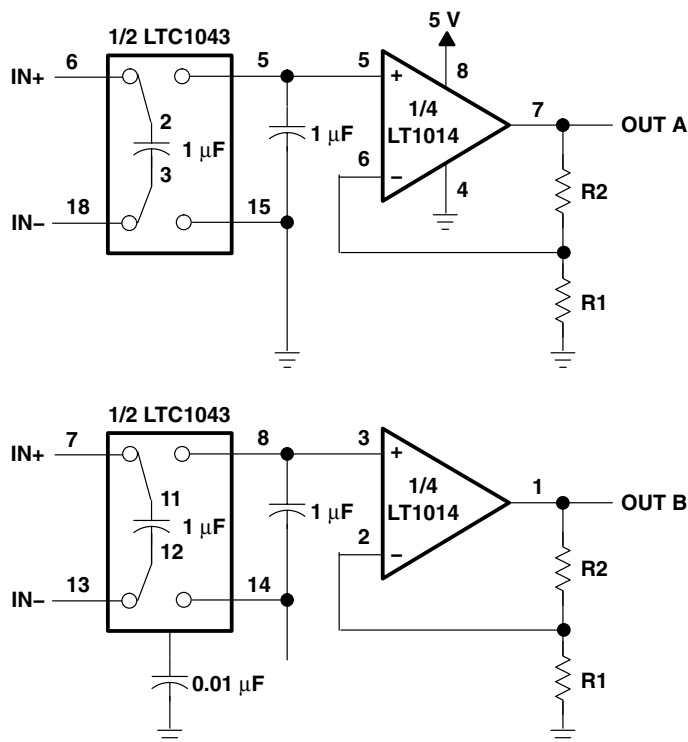 5 V
1/2 LTC1043
6
5
5
8
IN+
+
2
1 µF
1 µF
1/4
LT1014
7
OUT A
3
6
–
4
R2
18
15
IN–
R1
1/2 LTC1043
7
8
3
IN+
+
11
1 µF
1 µF
1/4
LT1014
1
OUT B
12
2
–
R2
13
14
IN–
0.01 µF
R1